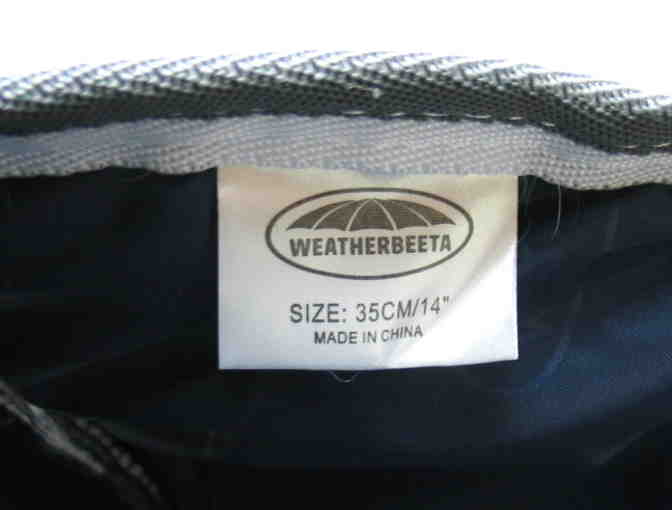 WEATHERBEETA
SIZE: 35CM/14"
MADE IN CHINA